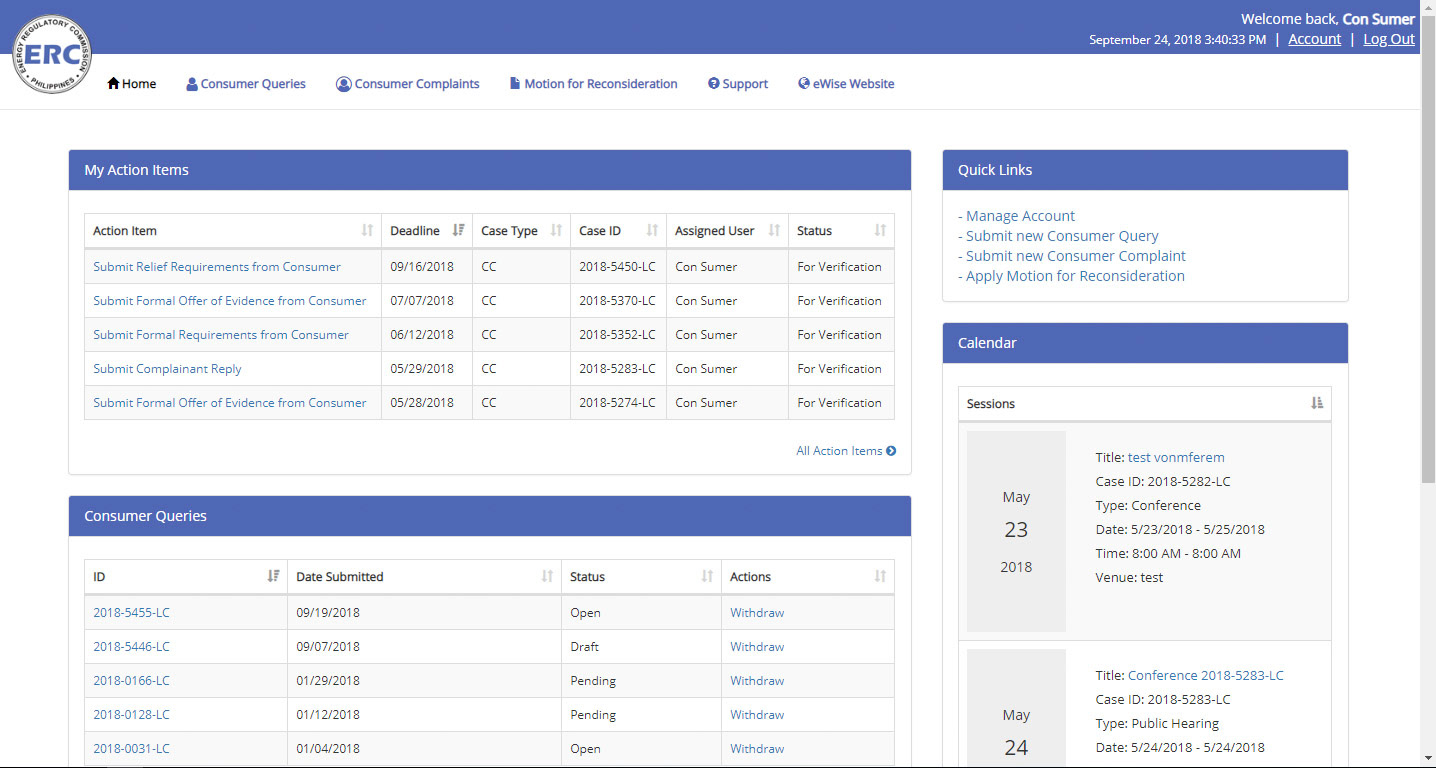 Welcome back, Con Sumer
September 24, 2018 3:40:33 PM | Account | Log Out
ENERGY REGULATORY COMMISSION
ERC
PHILIPPINES
Home Consumer Queries Consumer Complaints Motion for Reconsideration Support eWise Website
My Action Items
Action Item Deadline Case Type Case ID Assigned User Status
Submit Relief Requirements from Consumer 09/16/2018 CC 2018-5450-LC Con Sumer For Verification
Submit Formal Offer of Evidence from Consumer 07/07/2018 CC 2018-5370-LC Con Sumer For Verification
Submit Formal Requirements from Consumer 06/12/2018 CC 2018-5352-LC Con Sumer For Verification
Submit Complainant Reply 05/29/2018 CC 2018-5283-LC Con Sumer For Verification
Submit Formal Offer of Evidence from Consumer 05/28/2018 CC 2018-5274-LC Con Sumer For Verification
All Action Items
Consumer Queries
ID Date Submitted Status Actions
2018-5455-LC 09/19/2018 Open Withdraw
2018-5446-LC 09/07/2018 Draft Withdraw
2018-0166-LC 01/29/2018 Pending Withdraw
2018-0128-LC 01/12/2018 Pending Withdraw
2018-0031-LC 01/04/2018 Open Withdraw
Quick Links
- Manage Account
- Submit new Consumer Query
- Submit new Consumer Complaint
- Apply Motion for Reconsideration
Calendar
Sessions
May
23
2018
Title: test vonmferem
Case ID: 2018-5282-LC
Type: Conference
Date: 5/23/2018 - 5/25/2018
Time: 8:00 AM - 8:00 AM
Venue: test
May
24
Title: Conference 2018-5283-LC
Case ID: 2018-5283-LC
Type: Public Hearing
Date: 5/24/2018 - 5/24/2018